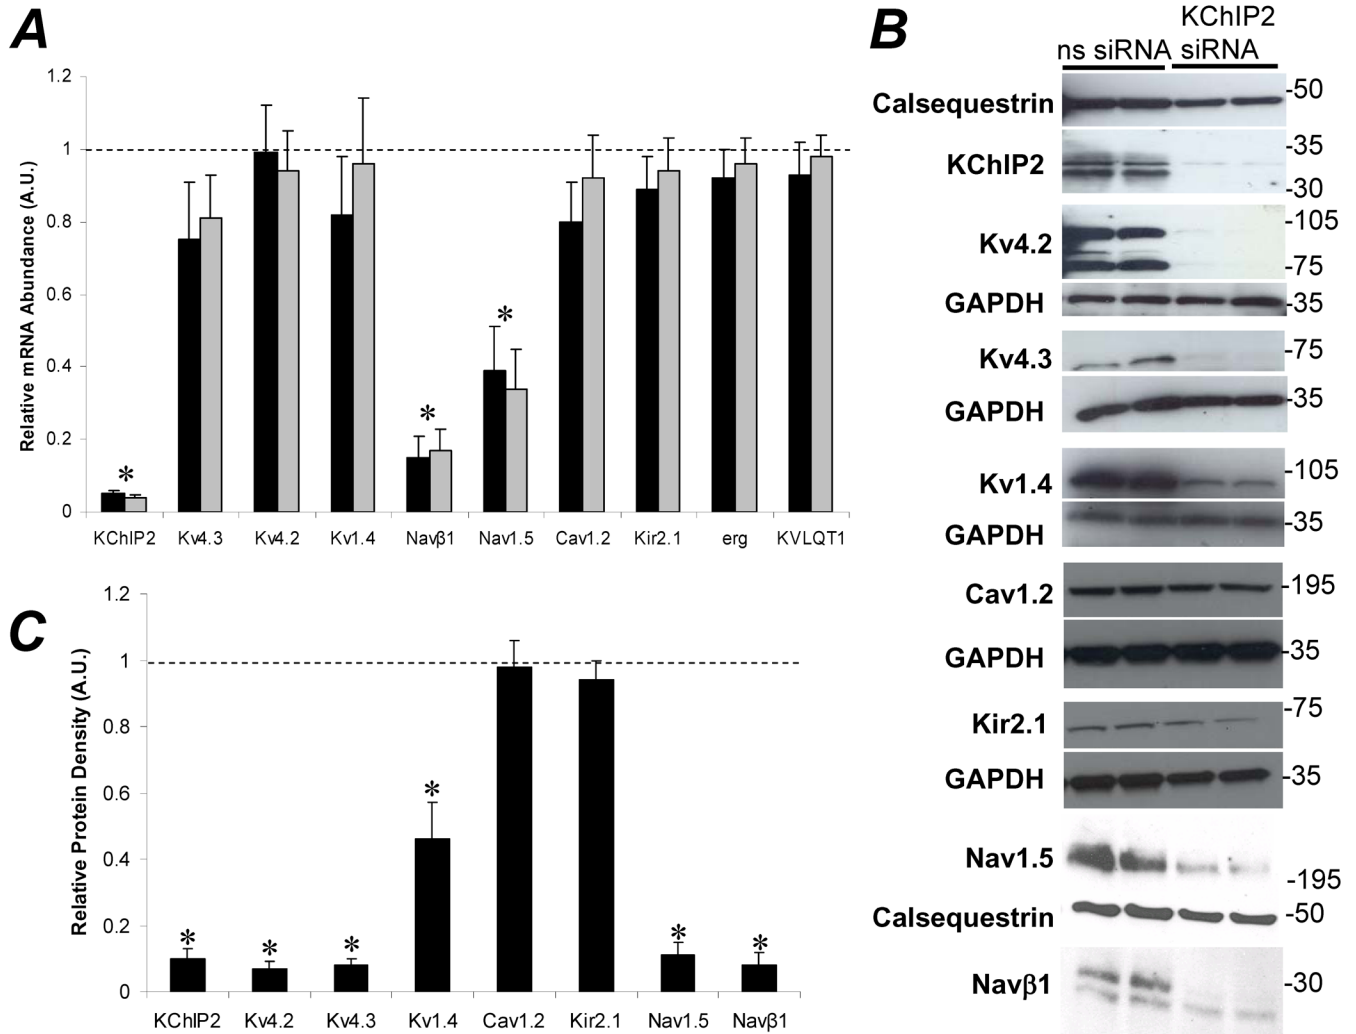 A
1.2
1
0.8
0.6
0.4
0.2
0
Relative mRNA Abundance (A.U.)
*
*
*
KChIP2 Kv4.3 Kv4.2 Kv1.4 Navβ1 Nav1.5 Cav1.2 Kir2.1 erg KVLQT1
B
KChIP2
ns siRNA siRNA
Calsequestrin -50
-35
KChIP2
-30
-105
Kv4.2
-75
GAPDH -35
Kv4.3 -75
GAPDH -35
Kv1.4 -105
GAPDH -35
Cav1.2 -195
GAPDH -35
-75
Kir2.1
GAPDH -35
Nav1.5
-195
Calsequestrin -50
Navβ1 -30
C
1.2
1
0.8
0.6
0.4
0.2
0
Relative Protein Density (A.U.)
* * * * * *
KChIP2 Kv4.2 Kv4.3 Kv1.4 Cav1.2 Kir2.1 Nav1.5 Navβ1